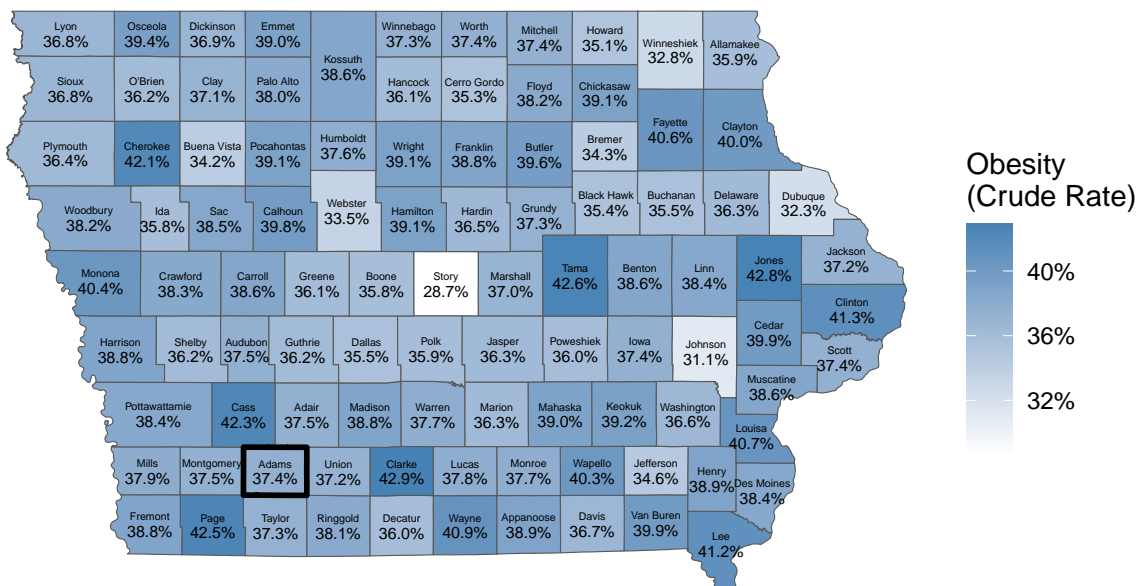 Lyon
36.8%
Osceola
39.4%
Dickinson
36.9%
Emmet
39.0%
Kossuth
38.6%
Winnebago
37.3%
Worth
37.4%
Mitchell
37.4%
Howard
35.1%
Winneshiek
32.8%
Allamakee
35.9%
Sioux
36.8%
O'Brien
36.2%
Clay
37.1%
Palo Alto
38.0%
Hancock
36.1%
Cerro Gordo
35.3%
Floyd
38.2%
Chickasaw
39.1%
Fayette
40.6%
Clayton
40.0%
Plymouth
36.4%
Cherokee
42.1%
Buena Vista
34.2%
Pocahontas
39.1%
Humboldt
37.6%
Wright
39.1%
Franklin
38.8%
Butler
39.6%
Bremer
34.3%
Woodbury
38.2%
Ida
35.8%
Sac
38.5%
Calhoun
39.8%
Webster
33.5%
Hamilton
39.1%
Hardin
36.5%
Grundy
37.3%
Black Hawk
35.4%
Buchanan
35.5%
Delaware
36.3%
Dubuque
32.3%
Monona
40.4%
Crawford
38.3%
Carroll
38.6%
Greene
36.1%
Boone
35.8%
Story
28.7%
Marshall
37.0%
Tama
42.6%
Benton
38.6%
Linn
38.4%
Jones
42.8%
Jackson
37.2%
Clinton
41.3%
Harrison
38.8%
Shelby
36.2%
Audubon
37.5%
Guthrie
36.2%
Dallas
35.5%
Polk
35.9%
Jasper
36.3%
Poweshiek
36.0%
Iowa
37.4%
Johnson
31.1%
Cedar
39.9%
Scott
37.4%
Muscatine
38.6%
Pottawattamie
38.4%
Cass
42.3%
Adair
37.5%
Madison
38.8%
Warren
37.7%
Marion
36.3%
Mahaska
39.0%
Keokuk
39.2%
Washington
36.6%
Louisa
40.7%
Mills
37.9%
Montgomery
37.5%
Adams
37.4%
Union
37.2%
Clarke
42.9%
Lucas
37.8%
Monroe
37.7%
Wapello
40.3%
Jefferson
34.6%
Henry
38.9%
Des Moines
38.4%
Fremont
38.8%
Page
42.5%
Taylor
37.3%
Ringgold
38.1%
Decatur
36.0%
Wayne
40.9%
Appanoose
38.9%
Davis
36.7%
Van Buren
39.9%
Lee
41.2%
Obesity
(Crude Rate)
40%
36%
32%